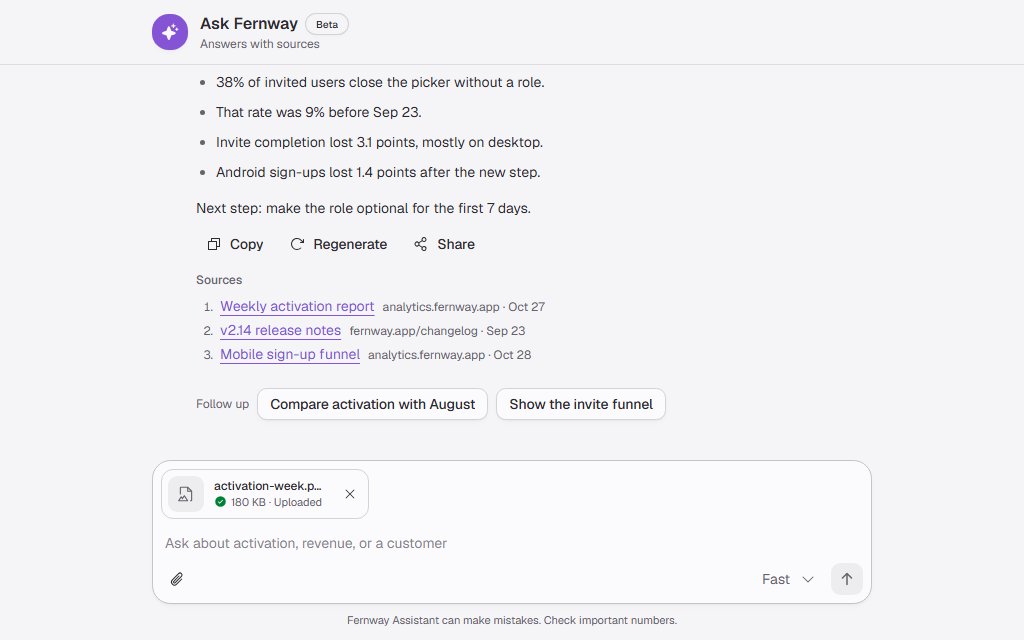 Ask Fernway Beta
Answers with sources
38% of invited users close the picker without a role.
That rate was 9% before Sep 23.
Invite completion lost 3.1 points, mostly on desktop.
Android sign-ups lost 1.4 points after the new step.
Next step: make the role optional for the first 7 days.
Copy Regenerate Share
Sources
1. Weekly activation report analytics.fernway.app · Oct 27
2. v2.14 release notes fernway.app/changelog · Sep 23
3. Mobile sign-up funnel analytics.fernway.app · Oct 28
Follow up Compare activation with August Show the invite funnel
activation-week.p...
180 KB · Uploaded
Ask about activation, revenue, or a customer
Fast
Fernway Assistant can make mistakes. Check important numbers.